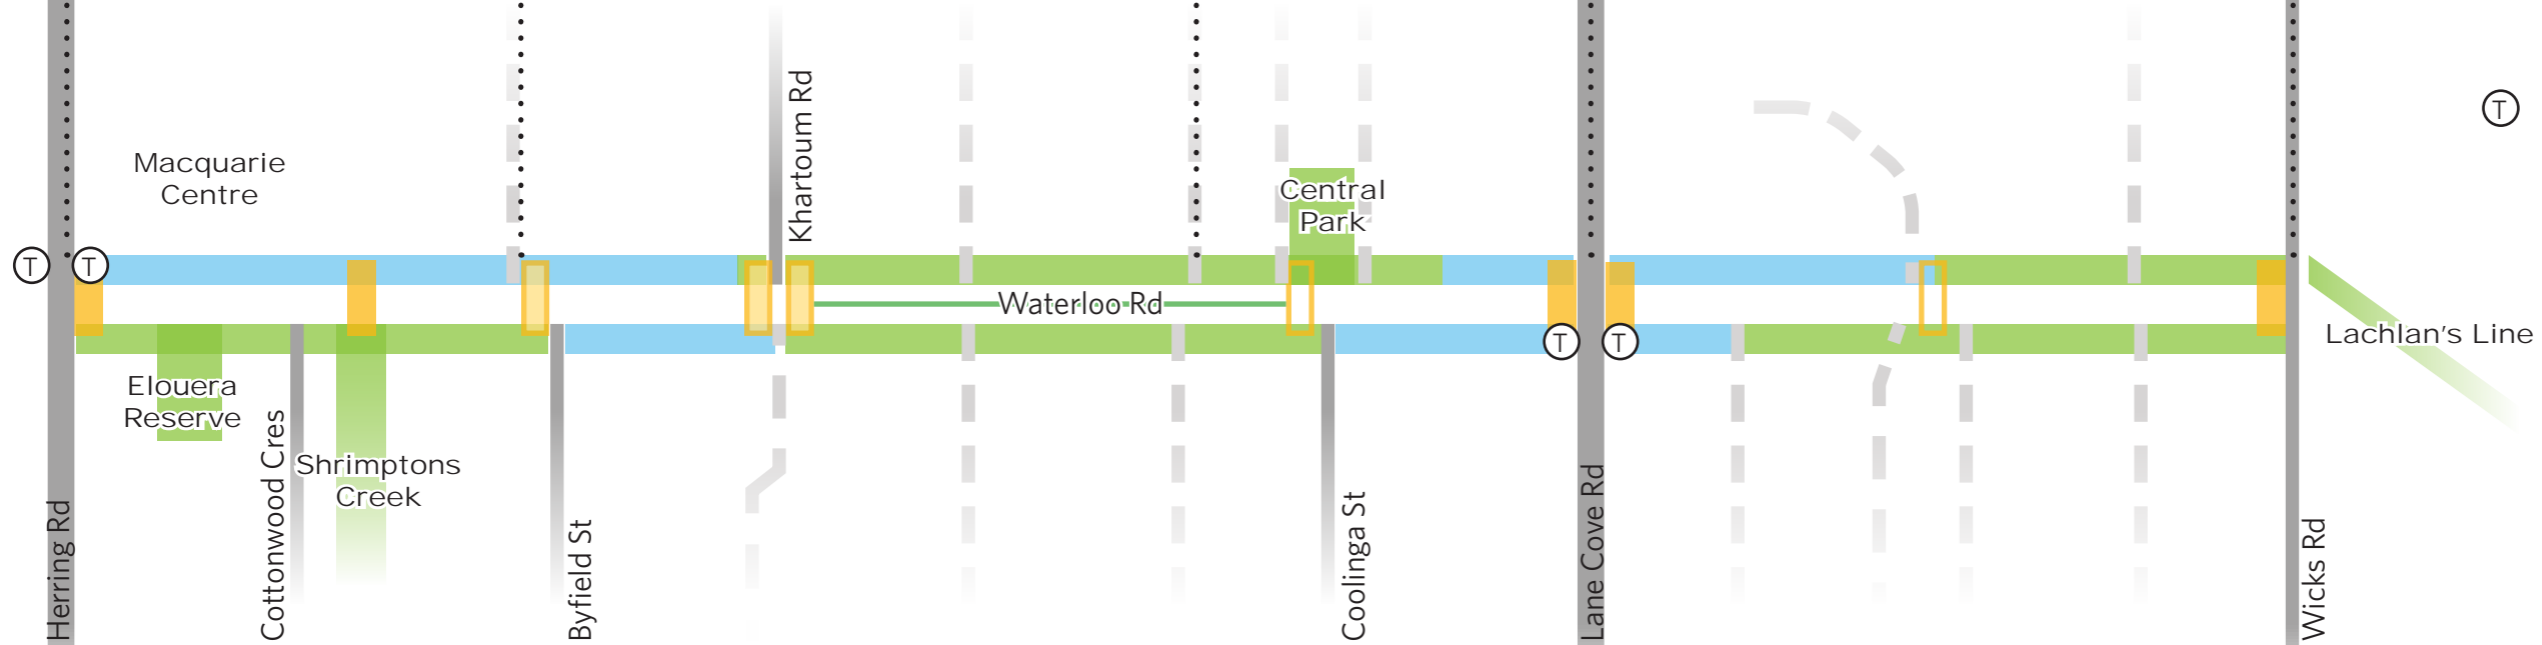 Macquarie
Centre
Khartoum Rd
Central
Park
T
T
T
Waterloo Rd
T
T
Lachlan's Line
Elouera
Reserve
Shrimptons
Creek
Herring Rd
Cottonwood Cres
Byfield St
Coolinga St
Lane Cove Rd
Wicks Rd